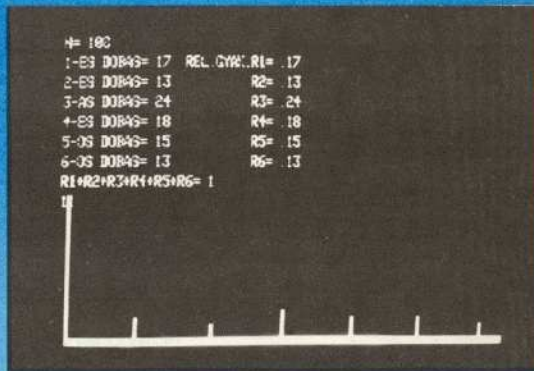 N= 100
1-ES DOBAS= 17 REL.GYAK.R1= .17
2-ES DOBAS= 13 R2= .13
3-AS DOBAS= 24 R3= .24
4-ES DOBAS= 18 R4= .18
5-OS DOBAS= 15 R5= .15
6-OS DOBAS= 13 R6= .13
R1+R2+R3+R4+R5+R6= 1
1